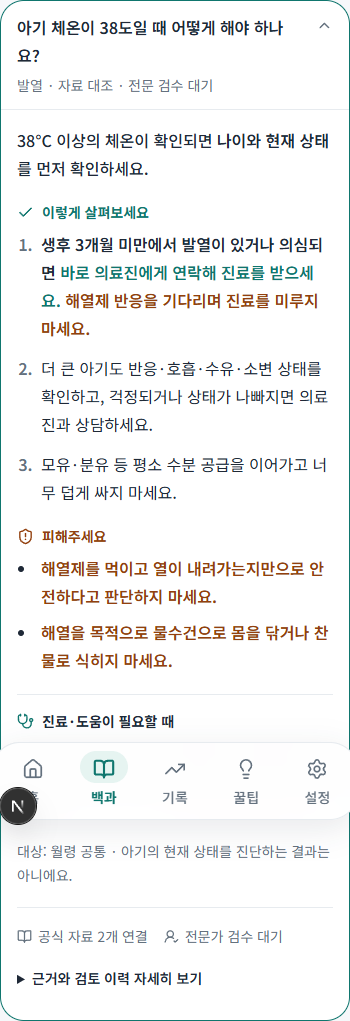 아기 체온이 38도일 때 어떻게 해야 하나
요?
발열 · 자료 대조 · 전문 검수 대기
38°C 이상의 체온이 확인되면 나이와 현재 상태
를 먼저 확인하세요.
이렇게 살펴보세요
1. 생후 3개월 미만에서 발열이 있거나 의심되
면 바로 의료진에게 연락해 진료를 받으세
요. 해열제 반응을 기다리며 진료를 미루지
마세요.
2. 더 큰 아기도 반응·호흡·수유·소변 상태를
확인하고, 걱정되거나 상태가 나빠지면 의료
진과 상담하세요.
3. 모유·분유 등 평소 수분 공급을 이어가고 너
무 덥게 싸지 마세요.
피해주세요
• 해열제를 먹이고 열이 내려가는지만으로 안
전하다고 판단하지 마세요.
• 해열을 목적으로 물수건으로 몸을 닦거나 찬
물로 식히지 마세요.
진료·도움이 필요할 때
백과 기록 꿀팁 설정
N
대상: 월령 공통 · 아기의 현재 상태를 진단하는 결과는
아니에요.
공식 자료 2개 연결 전문가 검수 대기
▶ 근거와 검토 이력 자세히 보기